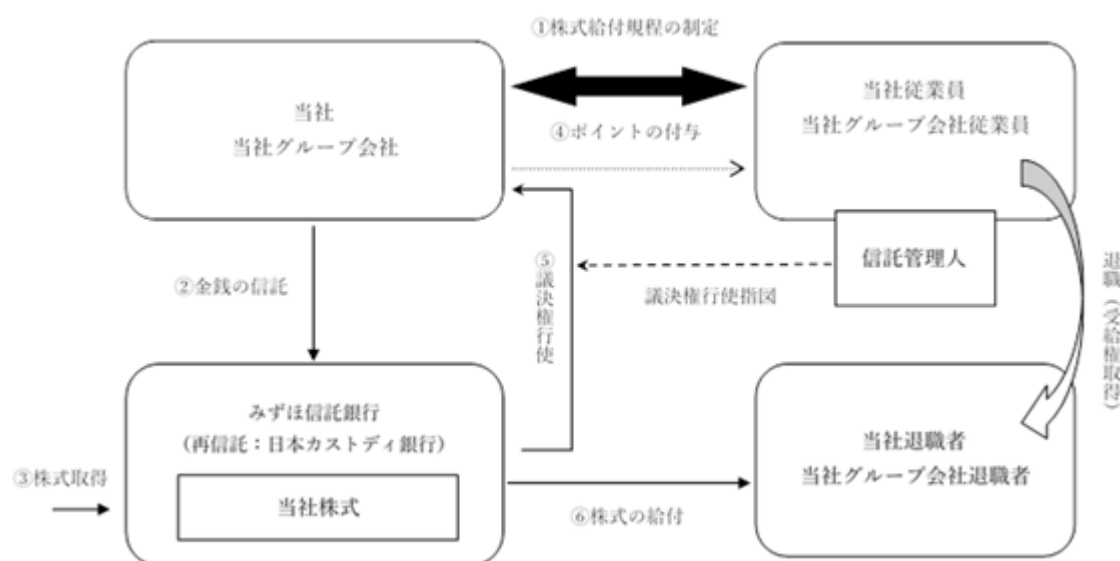 ①株式給付規程の制定
当社
当社グループ会社
当社従業員
当社グループ会社従業員
④ポイントの付与
信託管理人
②金銭の信託
⑤議決権行使
議決権行使指図
退職（受給権取得）
みずほ信託銀行
（再信託：日本カストディ銀行）
当社退職者
当社グループ会社退職者
③株式取得
当社株式
⑥株式の給付